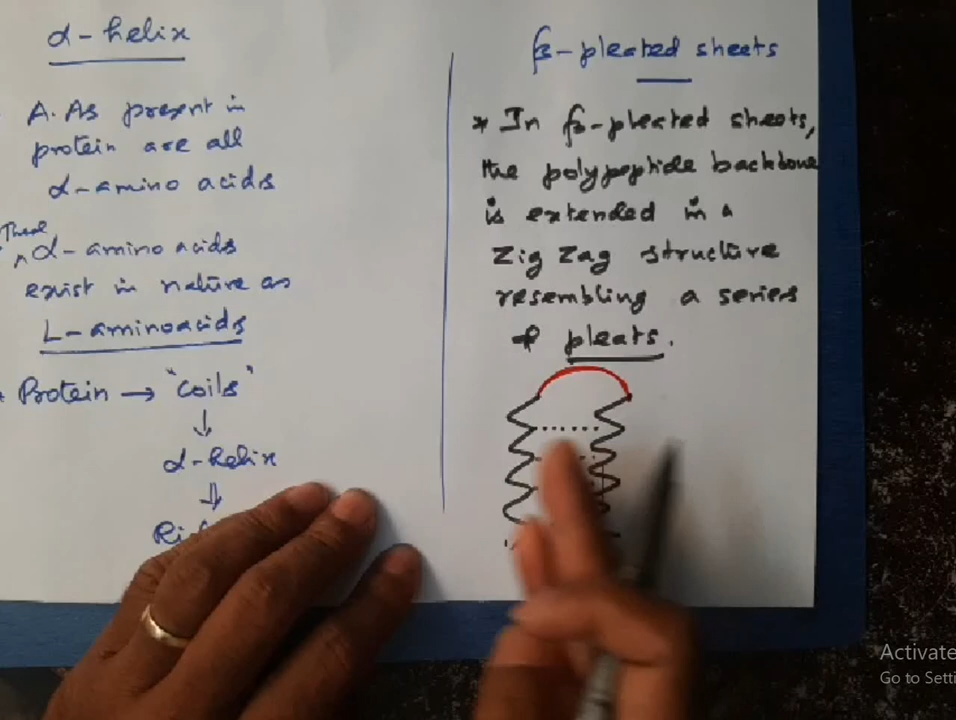 α-helix
A.As present in
protein are all
α-amino acids
These
α-amino acids
exist in nature as
L-aminoacids
Protein → "coils"
↓
α-helix
↓
β-pleated sheets
* In β-pleated sheets,
the polypeptide backbone
is extended in a
Zig Zag structure
resembling a series
of pleats.
Activate
Go to Setti